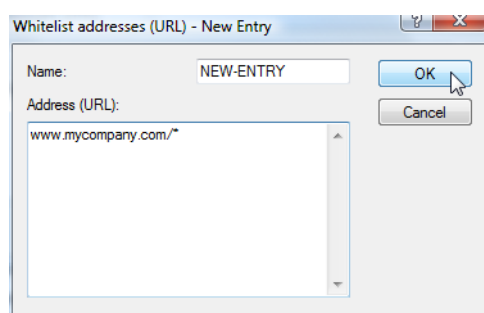 Whitelist addresses (URL) - New Entry
Name:
NEW-ENTRY
OK
Address (URL):
Cancel
www.mycompany.com/*